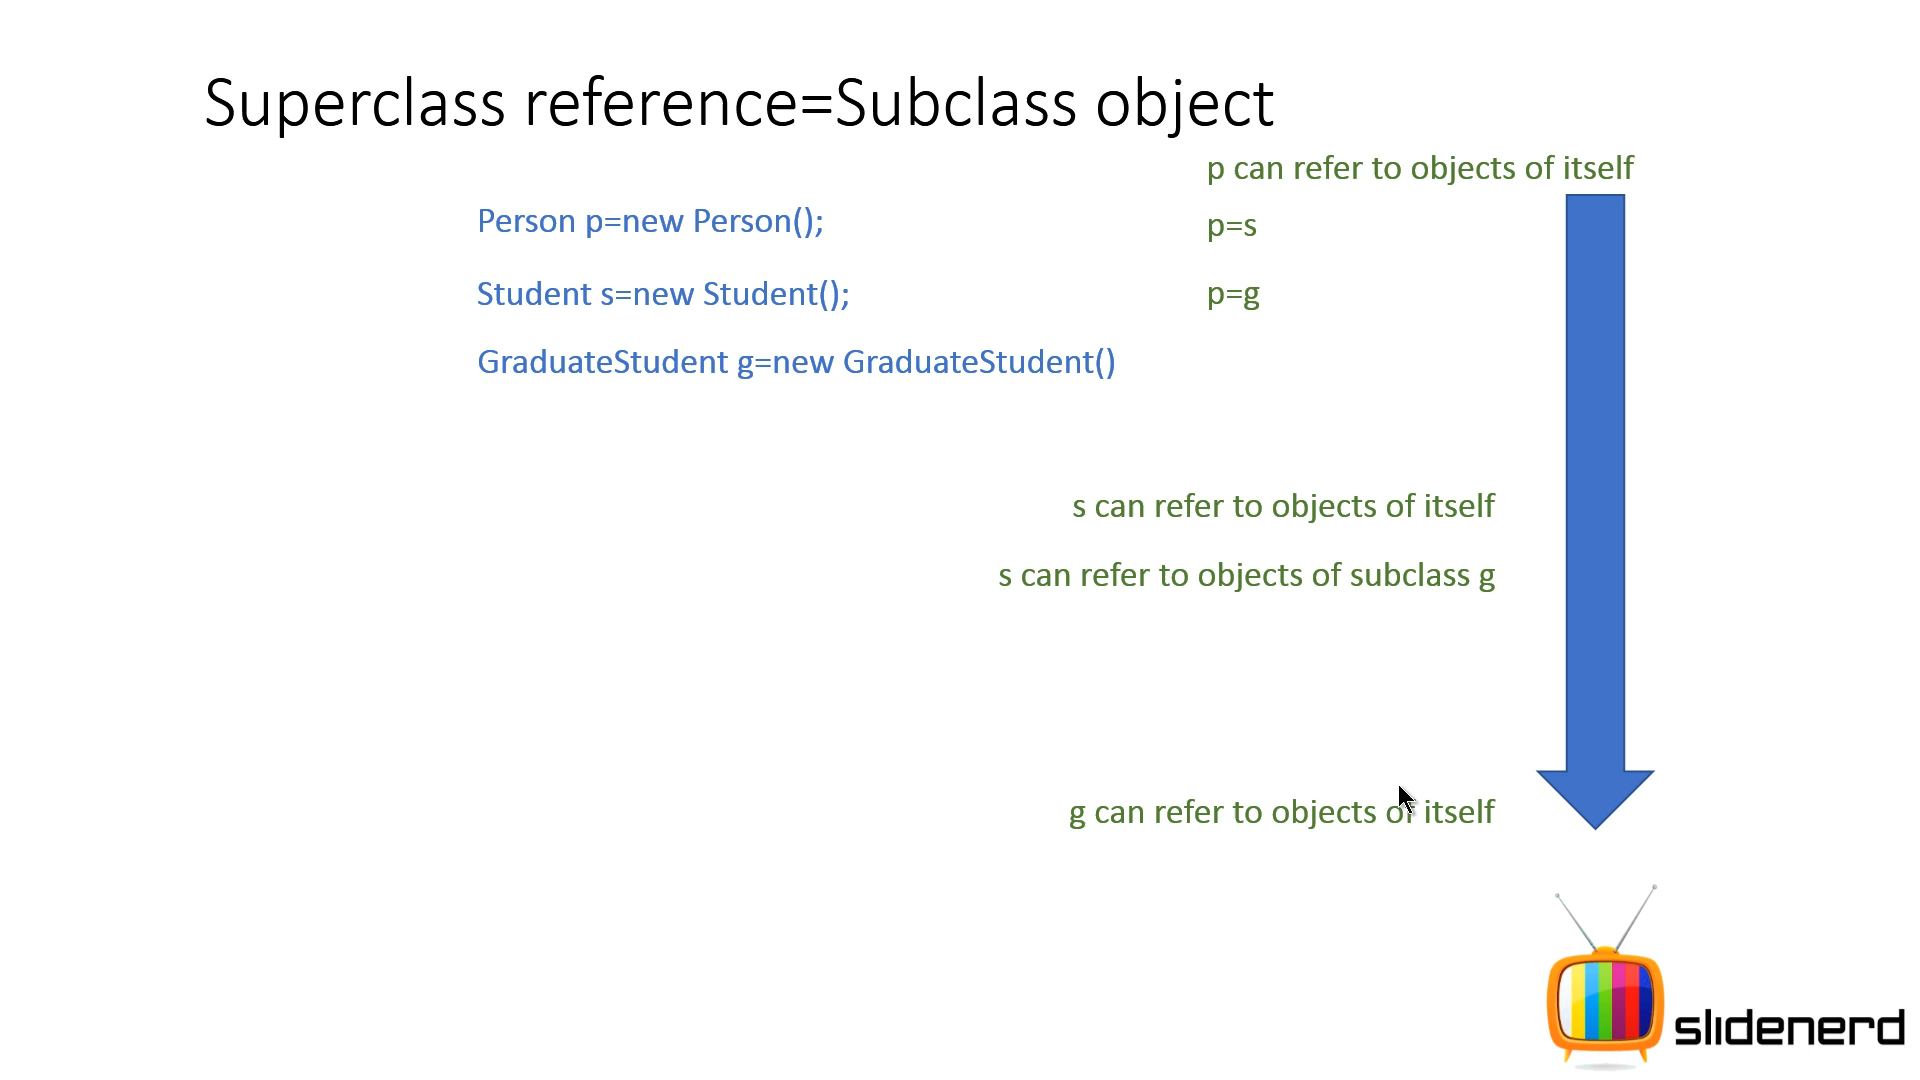 Superclass reference=Subclass object
p can refer to objects of itself
Person p=new Person();
p=s
Student s=new Student();
p=g
GraduateStudent g=new GraduateStudent()
s can refer to objects of itself
s can refer to objects of subclass g
g can refer to objects of itself
slidenerd